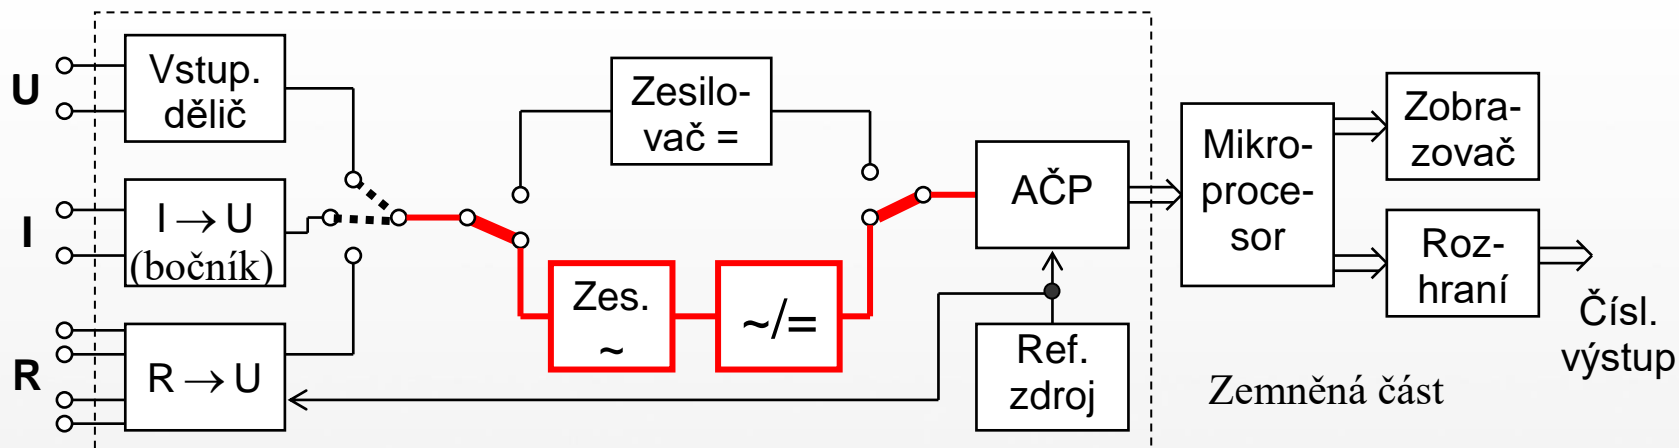 U
Vstup.
dělič
I
I → U
(bočník)
R
R → U
Zesilo-
vač =
Zes.
~
~/=
AČP
Ref.
zdroj
Mikro-
proce-
sor
Zobra-
zovač
Roz-
hraní
Čísl.
výstup
Zemněná část